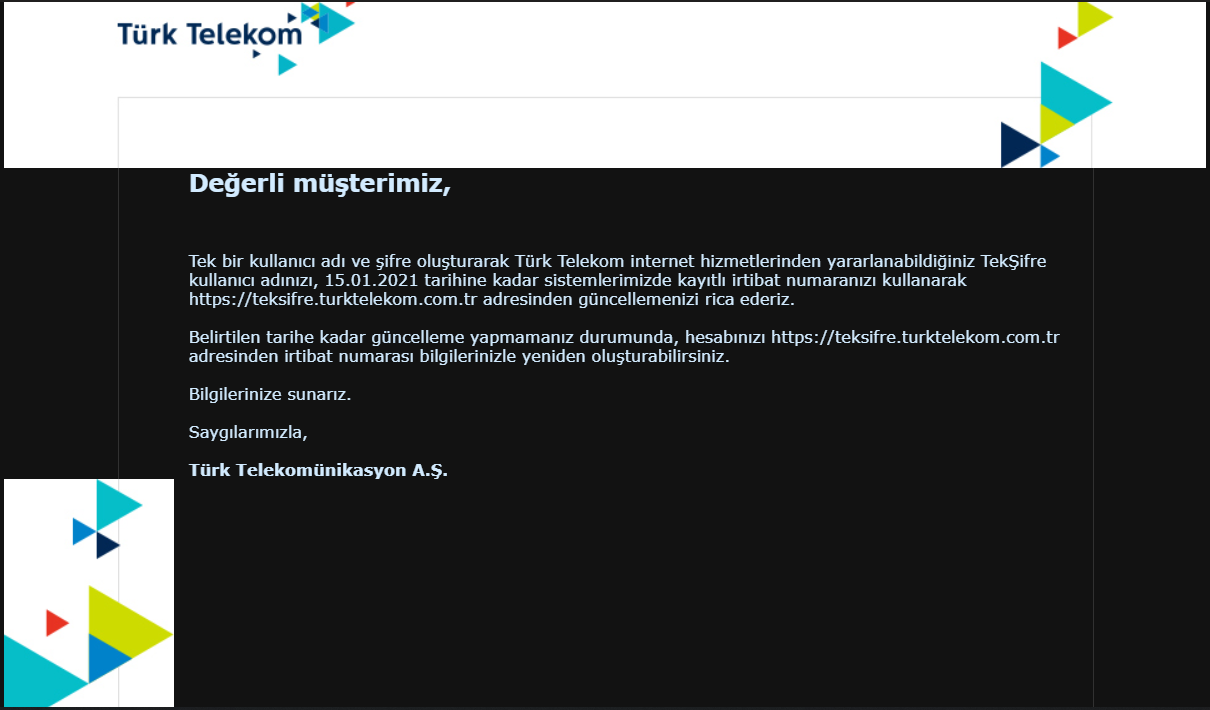 Türk Telekom
Değerli müşterimiz,
Tek bir kullanıcı adı ve şifre oluşturarak Türk Telekom internet hizmetlerinden yararlanabildiğiniz TekŞifre
kullanıcı adınızı, 15.01.2021 tarihine kadar sistemlerimizde kayıtlı irtibat numaranızı kullanarak
https://teksifre.turktelekom.com.tr adresinden güncellemenizi rica ederiz.
Belirtilen tarihe kadar güncelleme yapmamanız durumunda, hesabınızı https://teksifre.turktelekom.com.tr
adresinden irtibat numarası bilgilerinizle yeniden oluşturabilirsiniz.
Bilgilerinize sunarız.
Saygılarımızla,
Türk Telekomünikasyon A.Ş.